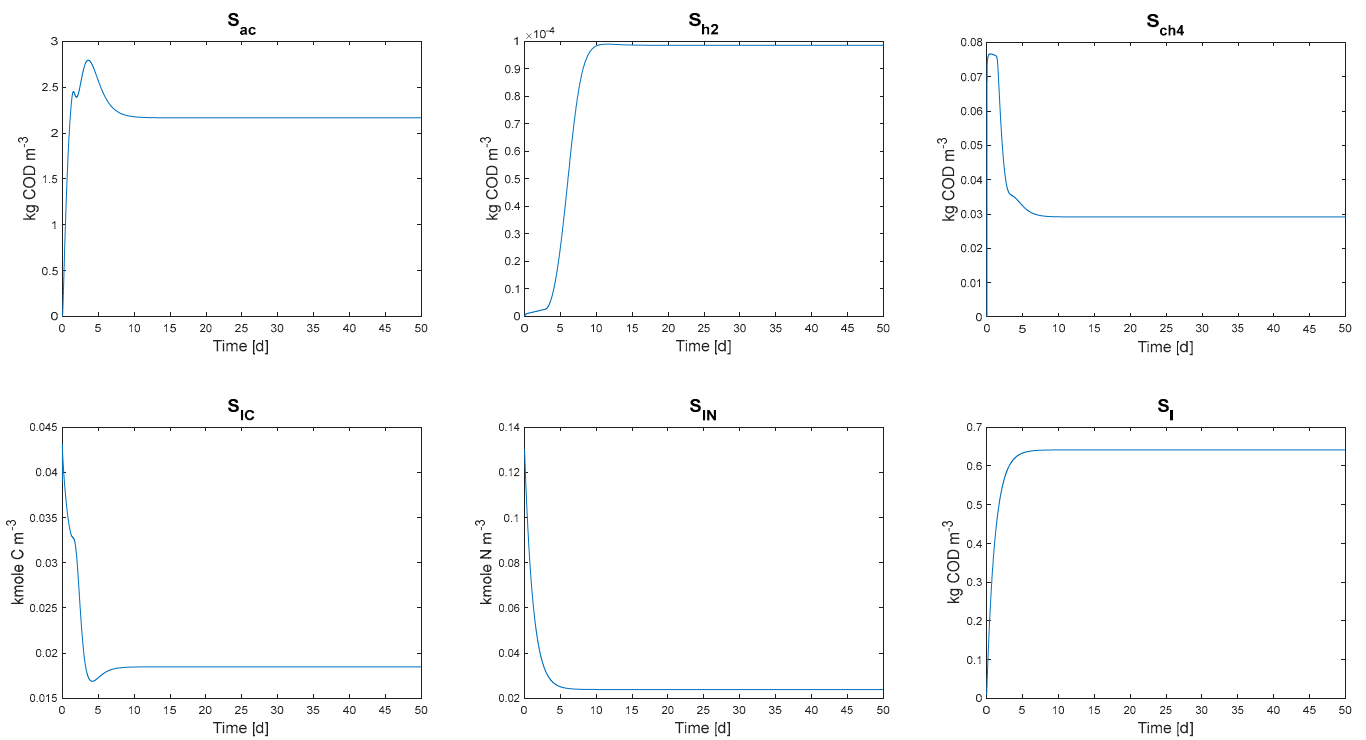 S_ac
kg COD m^-3
3
2.5
2
1.5
1
0.5
0
0 5 10 15 20 25 30 35 40 45 50
Time [d]
S_h2
×10^-4
kg COD m^-3
1
0.9
0.8
0.7
0.6
0.5
0.4
0.3
0.2
0.1
0
0 5 10 15 20 25 30 35 40 45 50
Time [d]
S_ch4
kg COD m^-3
0.08
0.07
0.06
0.05
0.04
0.03
0.02
0.01
0
0 5 10 15 20 25 30 35 40 45 50
Time [d]
S_IC
kmole C m^-3
0.045
0.04
0.035
0.03
0.025
0.02
0.015
0 5 10 15 20 25 30 35 40 45 50
Time [d]
S_IN
kmole N m^-3
0.14
0.12
0.1
0.08
0.06
0.04
0.02
0 5 10 15 20 25 30 35 40 45 50
Time [d]
S_I
kg COD m^-3
0.7
0.6
0.5
0.4
0.3
0.2
0.1
0
0 5 10 15 20 25 30 35 40 45 50
Time [d]